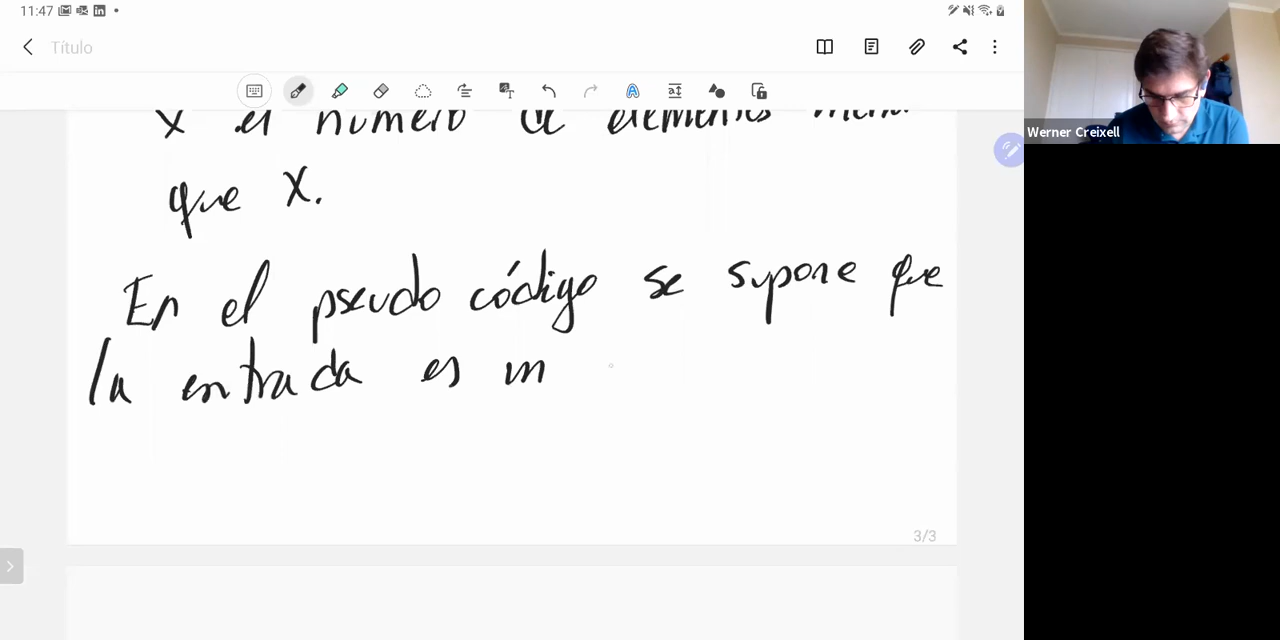 11:47
Título
X el número de elementos menor
que X.
En el pseudo código se supone que
la entrada es un
3/3
Werner Creixell